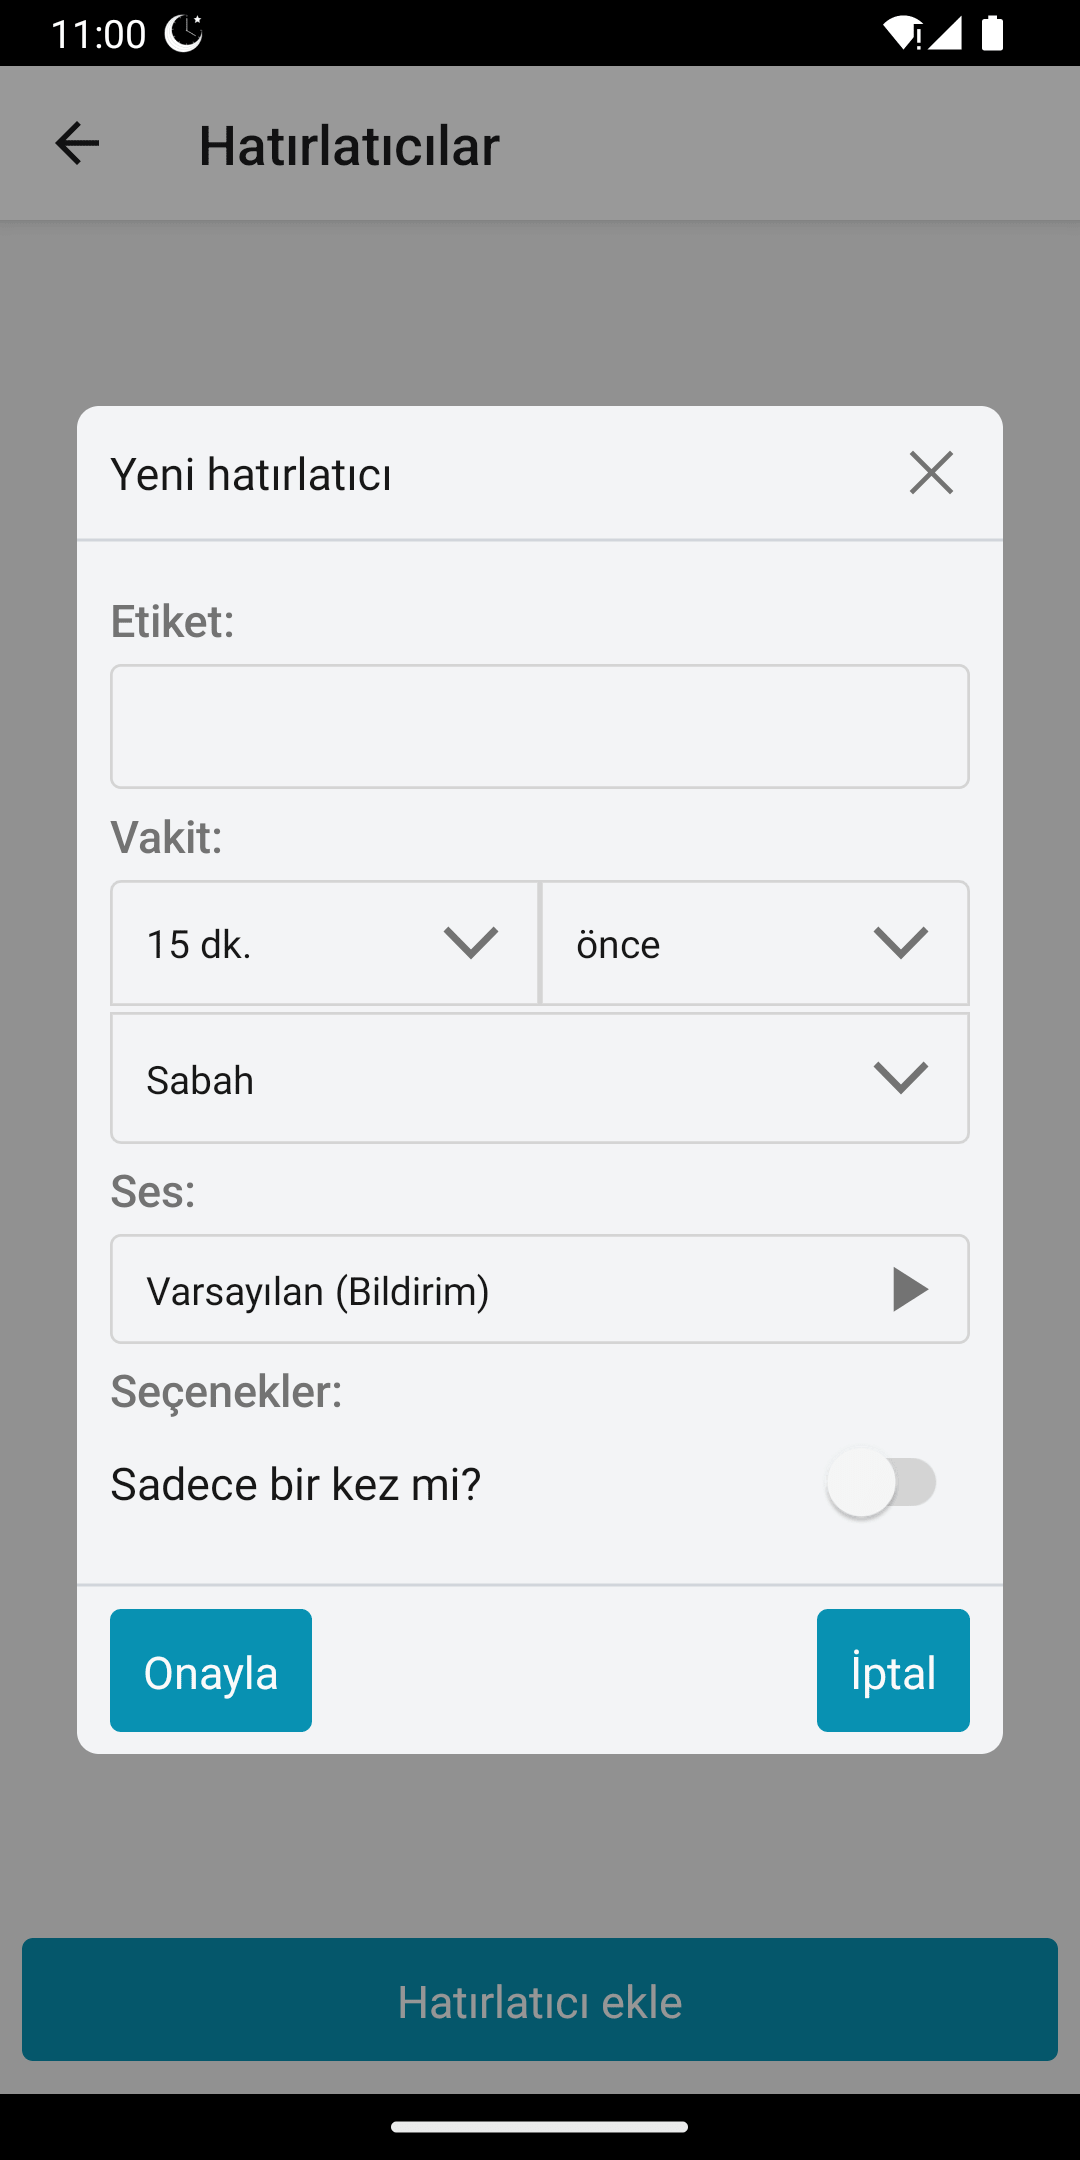 11:00
Hatırlatıcılar
Yeni hatırlatıcı
Etiket:
Vakit:
15 dk.
önce
Sabah
Ses:
Varsayılan (Bildirim)
Seçenekler:
Sadece bir kez mi?
Onayla
İptal
Hatırlatıcı ekle